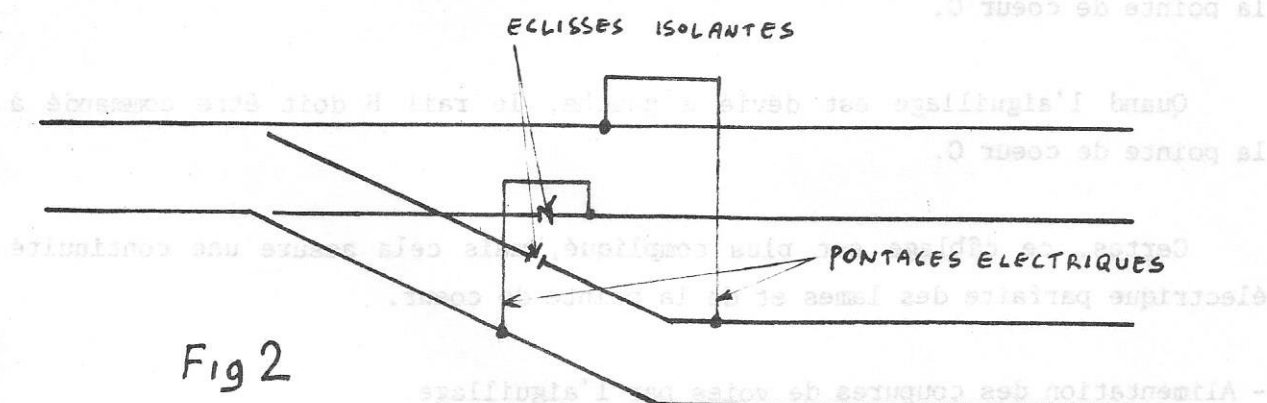 la pointe de coeur C.
ECLISSES ISOLANTES
Quand l'aiguillage est dévié à gauche, le rail B doit être commandé à
la pointe de coeur C.
Certes, ce câblage est plus compliqué, mais cela assure une continuité
PONTAGES ELECTRIQUES
électrique parfaite des lames et de la pointe de coeur.
Fig 2
- Alimentation des coupures de voies par l'aiguillage